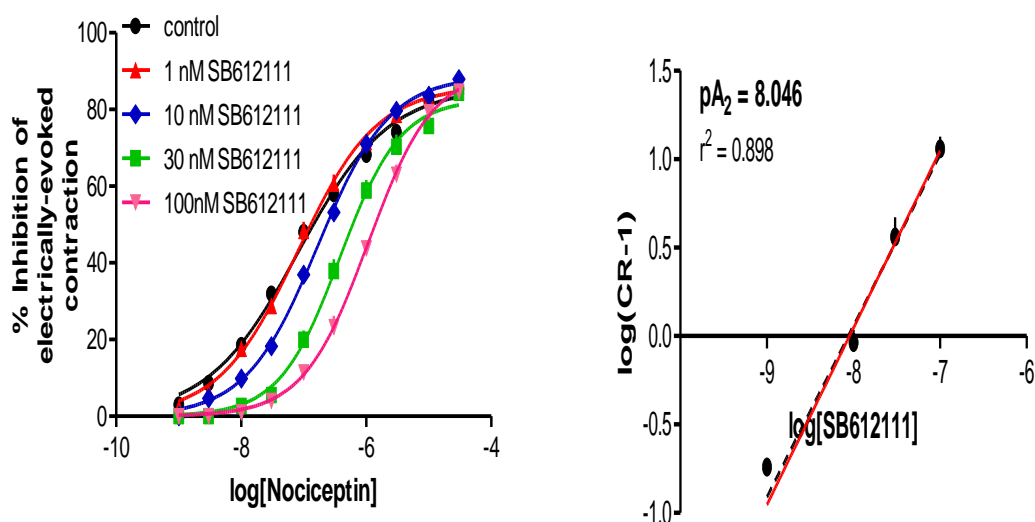 100
80
60
40
20
0
-10
-8
-6
-4
% Inhibition of
electrically-evoked
contraction
log[Nociceptin]
control
1 nM SB612111
10 nM SB612111
30 nM SB612111
100nM SB612111
1.5
1.0
0.5
0.0
-0.5
-1.0
-9
-8
-7
-6
log(CR-1)
log[SB612111]
pA2 = 8.046
r2 = 0.898